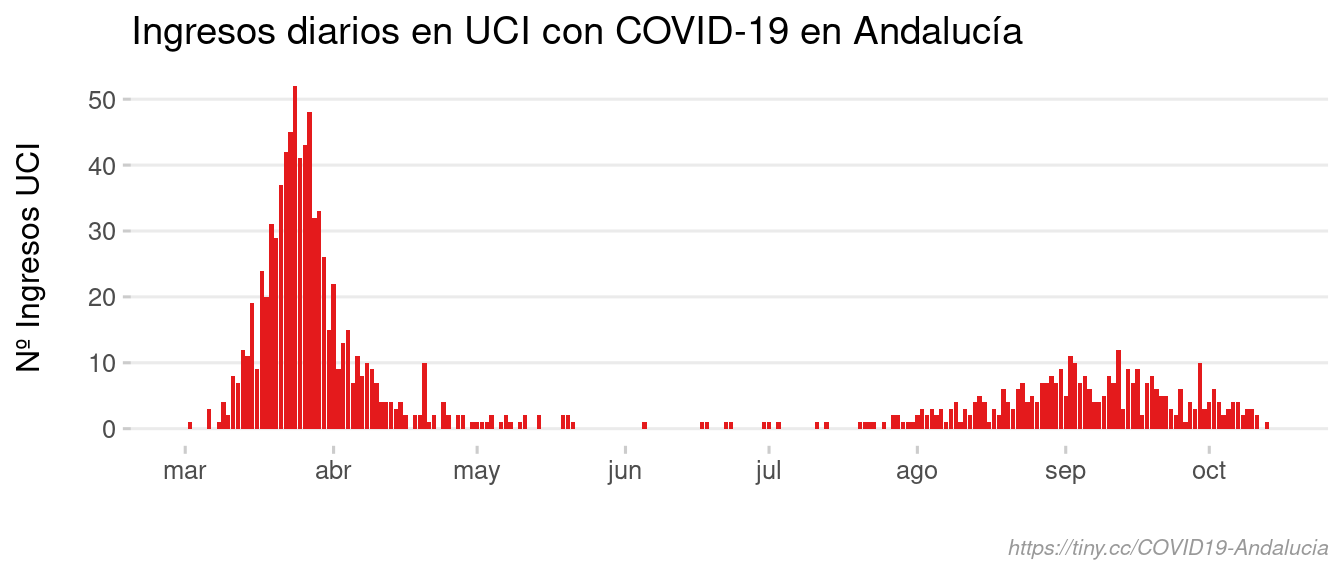 Ingresos diarios en UCI con COVID-19 en Andalucía
Nº Ingresos UCI
50
40
30
20
10
0
mar abr may jun jul ago sep oct
https://tiny.cc/COVID19-Andalucia